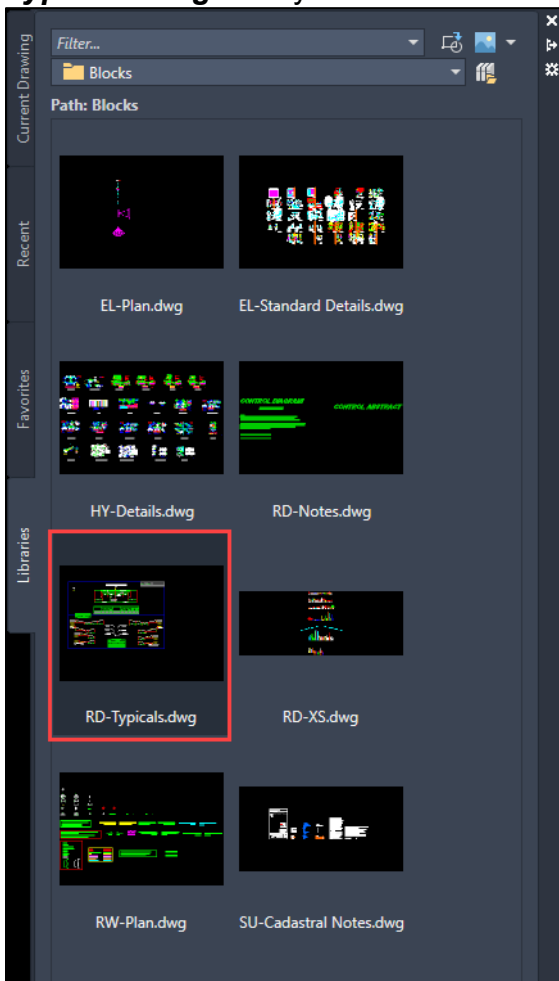 Current Drawing
Recent
Favorites
Libraries
Filter...
Blocks
Path: Blocks
EL-Plan.dwg
EL-Standard Details.dwg
CONTROL DIAGRAM
CONTROL ABSTRACT
HY-Details.dwg
RD-Notes.dwg
RD-Typicals.dwg
RD-XS.dwg
RW-Plan.dwg
SU-Cadastral Notes.dwg